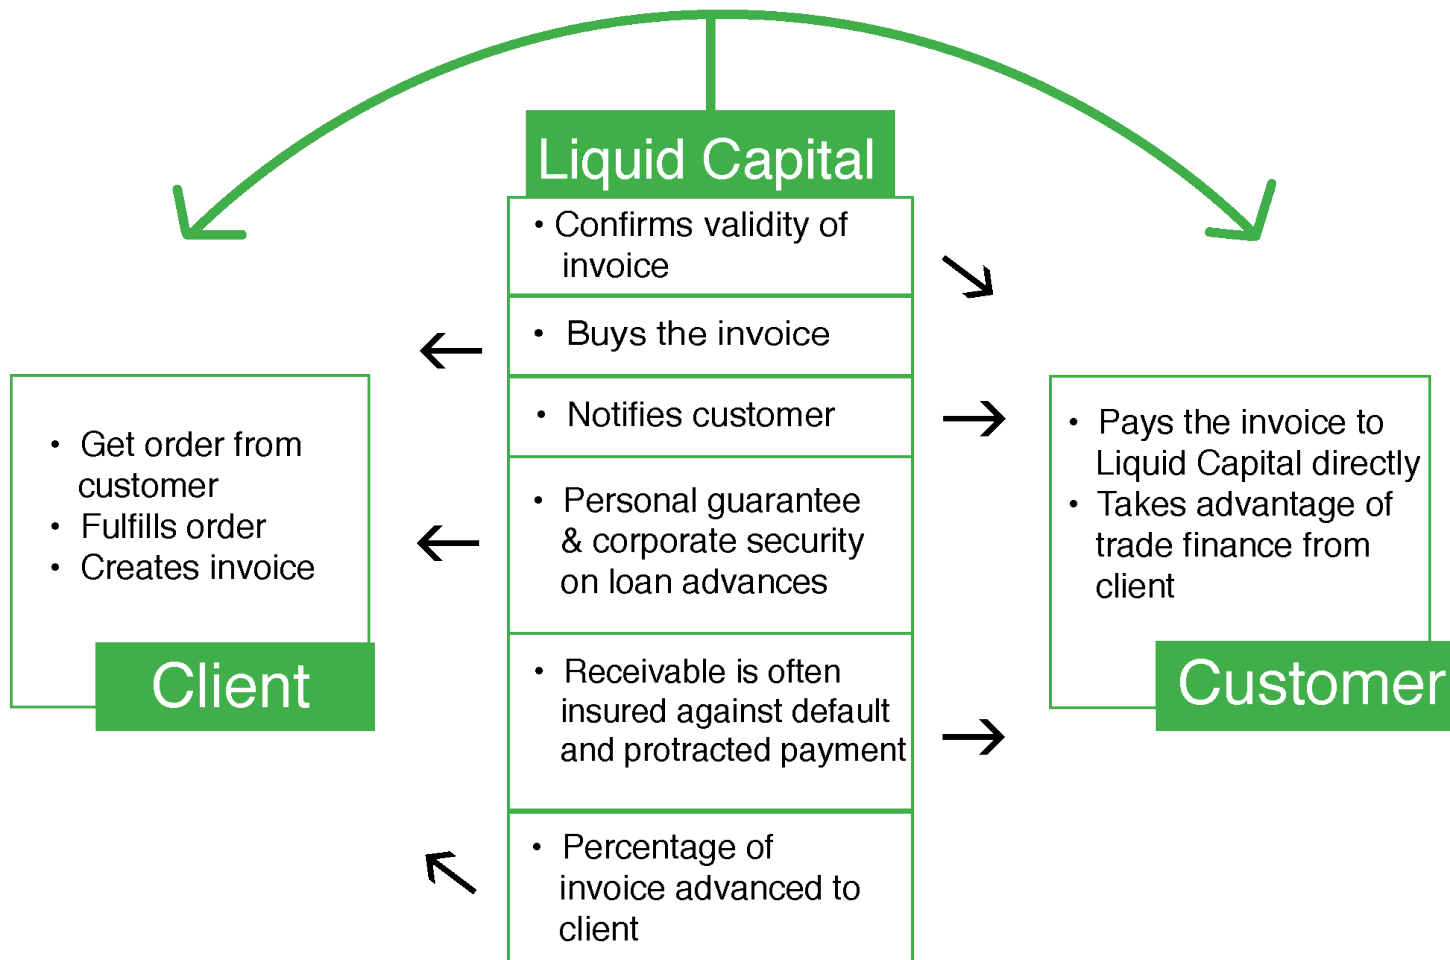 Liquid Capital
• Confirms validity of
invoice
• Buys the invoice
• Notifies customer
• Personal guarantee
& corporate security
on loan advances
• Receivable is often
insured against default
and protracted payment
• Percentage of
invoice advanced to
client
• Get order from
customer
• Fulfills order
• Creates invoice
Client
• Pays the invoice to
Liquid Capital directly
• Takes advantage of
trade finance from
client
Customer